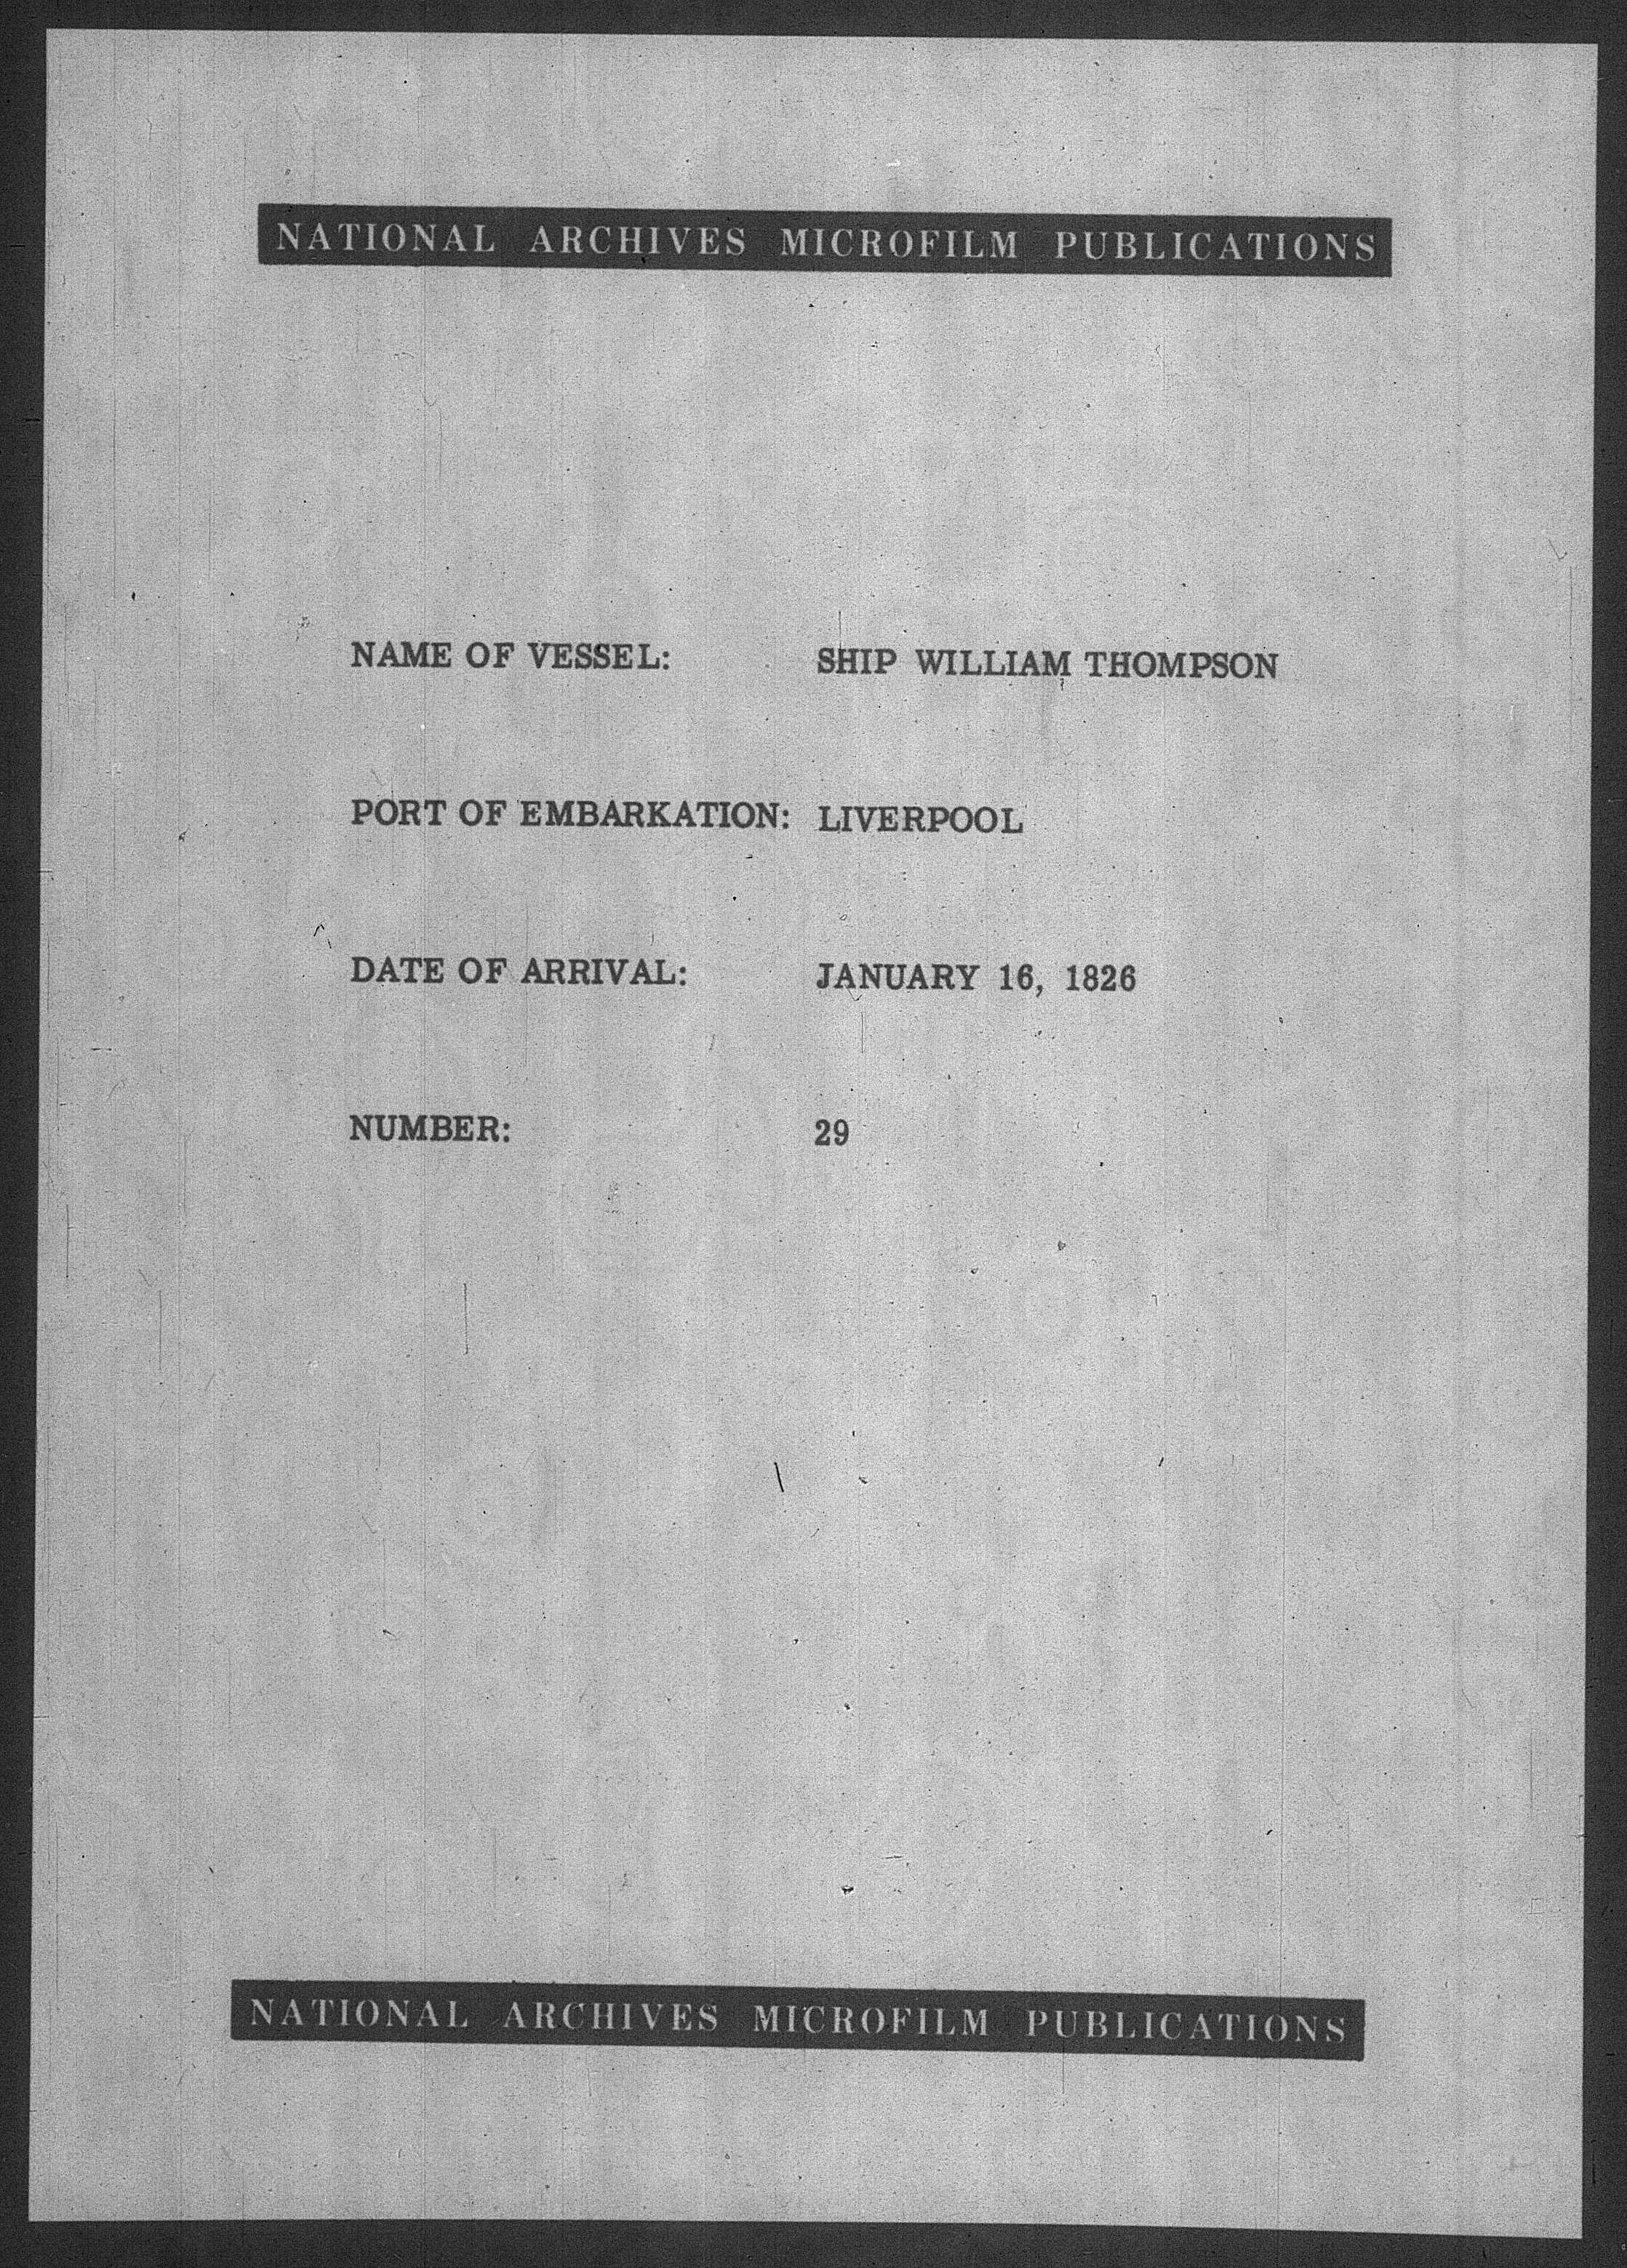 NATIONAL ARCHIVES MICROFILM PUBLICATIONS
NAME OF VESSEL: SHIP WILLIAM THOMPSON
PORT OF EMBARKATION: LIVERPOOL
DATE OF ARRIVAL: JANUARY 16, 1826
NUMBER: 29
NATIONAL ARCHIVES MICROFILM PUBLICATIONS